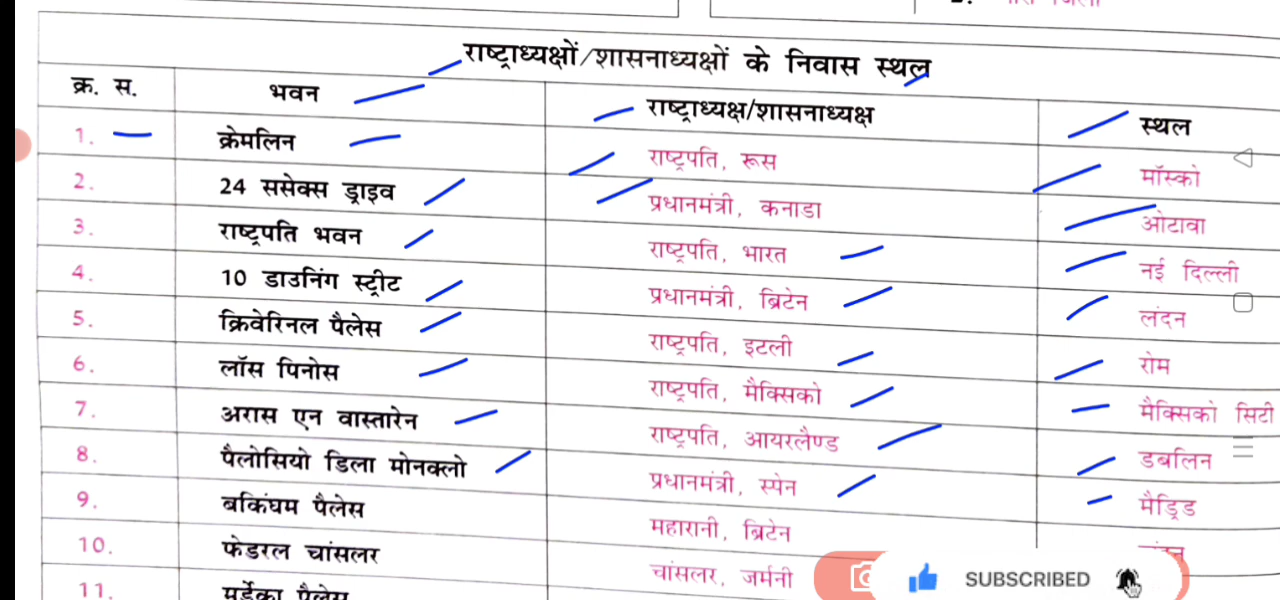 राष्ट्राध्यक्षों/शासनाध्यक्षों के निवास स्थल
क्र. स. भवन राष्ट्राध्यक्ष/शासनाध्यक्ष स्थल
1. क्रेमलिन राष्ट्रपति, रूस मॉस्को
2. 24 ससेक्स ड्राइव प्रधानमंत्री, कनाडा ओटावा
3. राष्ट्रपति भवन राष्ट्रपति, भारत नई दिल्ली
4. 10 डाउनिंग स्ट्रीट प्रधानमंत्री, ब्रिटेन लंदन
5. क्रिवेरिनल पैलेस राष्ट्रपति, इटली रोम
6. लॉस पिनोस राष्ट्रपति, मैक्सिको मैक्सिको सिटी
7. अरास एन वास्तारेन राष्ट्रपति, आयरलैण्ड डबलिन
8. पैलोसियो डिला मोनक्लो प्रधानमंत्री, स्पेन मैड्रिड
9. बकिंघम पैलेस महारानी, ब्रिटेन
10. फेडरल चांसलर चांसलर, जर्मनी
SUBSCRIBED
11. मर्डेका पैलेस